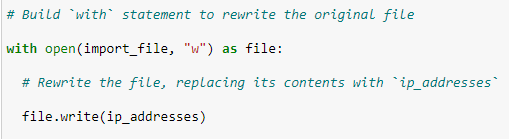 # Build `with` statement to rewrite the original file
with open(import_file, "w") as file:
# Rewrite the file, replacing its contents with `ip_addresses`
file.write(ip_addresses)